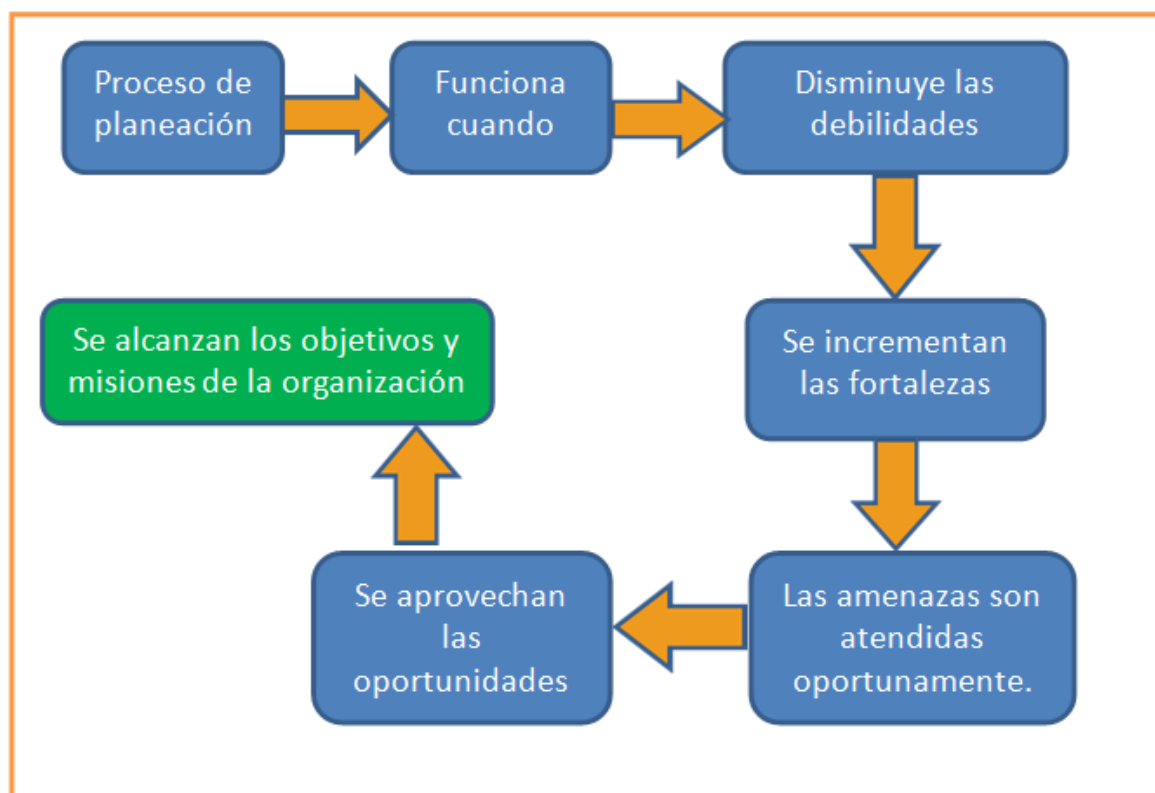 Proceso de
planeación
Funciona
cuando
Disminuye las
debilidades
Se incrementan
las fortalezas
Las amenazas son
atendidas
oportunamente.
Se aprovechan
las
oportunidades
Se alcanzan los objetivos y
misiones de la organización